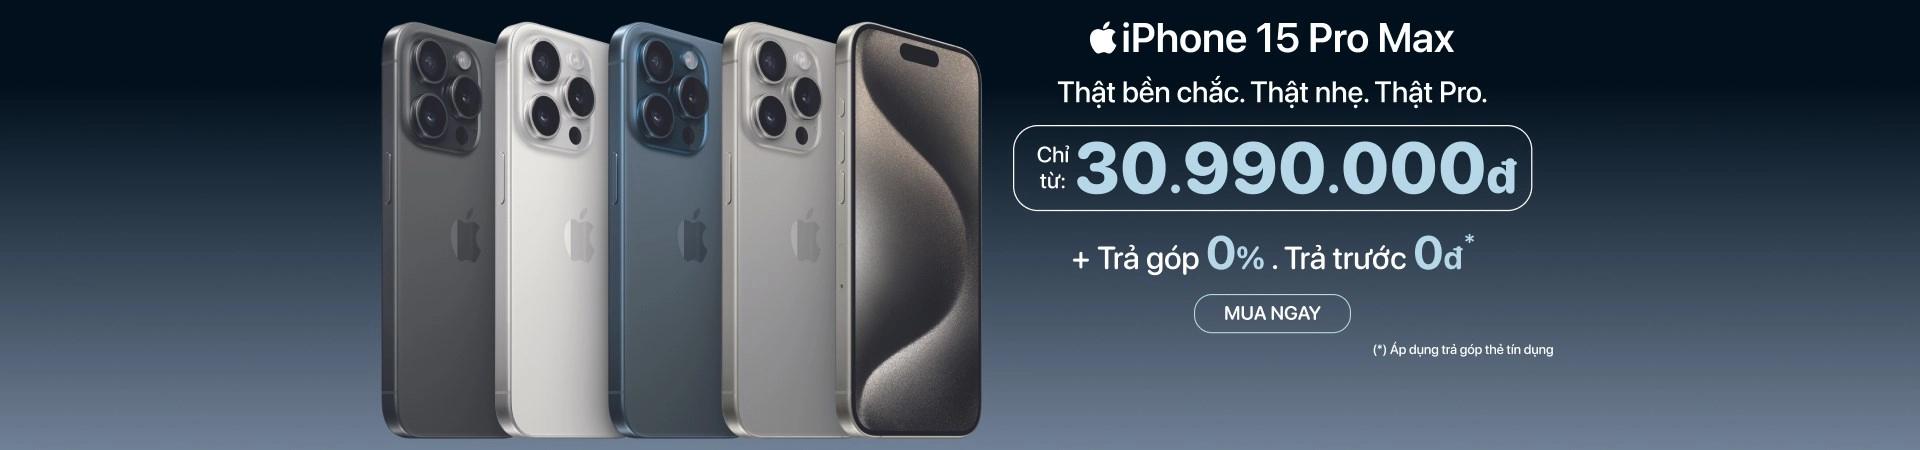 iPhone 15 Pro Max
Thật bền chắc. Thật nhẹ. Thật Pro.
Chỉ từ: 30.990.000đ
+ Trả góp 0% . Trả trước 0đ*
MUA NGAY
(*) Áp dụng trả góp thẻ tín dụng